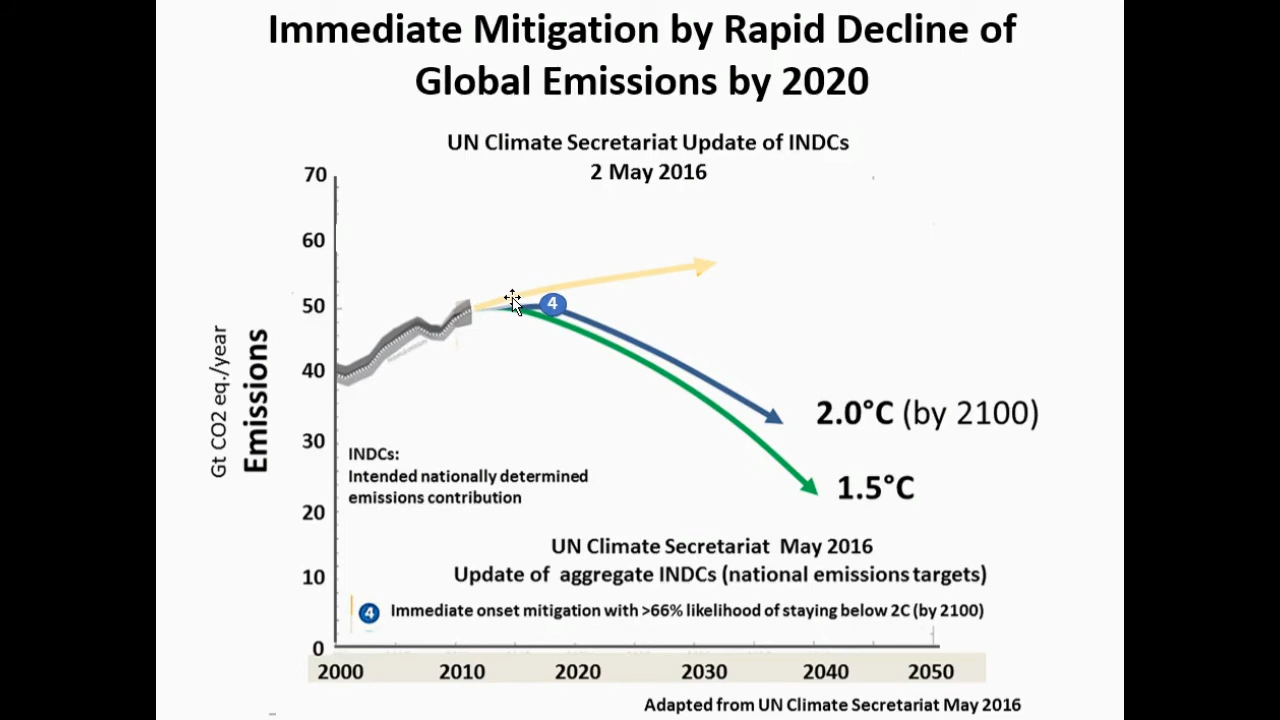 Immediate Mitigation by Rapid Decline of
Global Emissions by 2020
UN Climate Secretariat Update of INDCs
2 May 2016
70
60
50
40
30
20
10
0
Gt CO2 eq./year
Emissions
4
2.0°C (by 2100)
1.5°C
INDCs:
Intended nationally determined
emissions contribution
UN Climate Secretariat May 2016
Update of aggregate INDCs (national emissions targets)
4 Immediate onset mitigation with >66% likelihood of staying below 2C (by 2100)
2000 2010 2020 2030 2040 2050
Adapted from UN Climate Secretariat May 2016